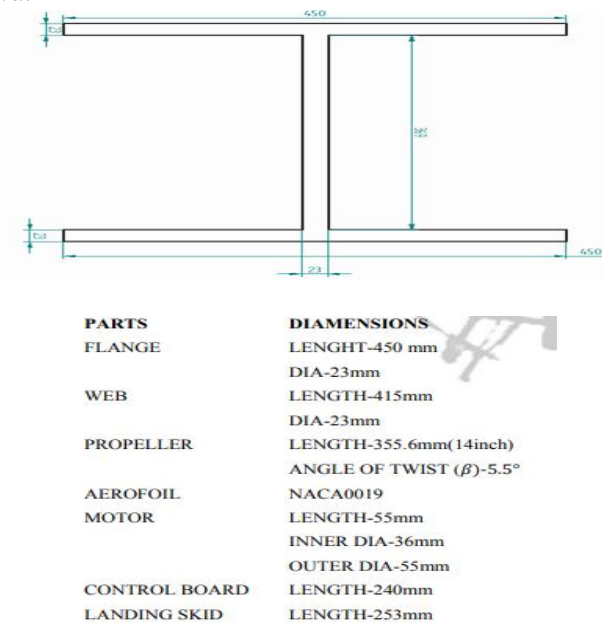 450
23
23
450
23
PARTS DIAMENSIONS
FLANGE LENGHT-450 mm
DIA-23mm
WEB LENGTH-415mm
DIA-23mm
PROPELLER LENGTH-355.6mm(14inch)
ANGLE OF TWIST (β)-5.5°
AEROFOIL NACA0019
MOTOR LENGTH-55mm
INNER DIA-36mm
OUTER DIA-55mm
CONTROL BOARD LENGTH-240mm
LANDING SKID LENGTH-253mm